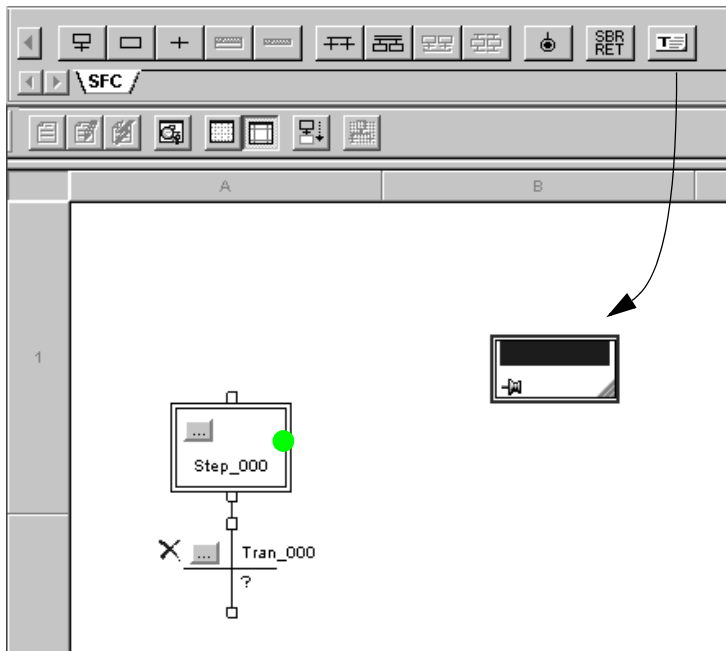 SBR
RET
T
SFC
A B
1
...
Step_000
... Tran_000
?